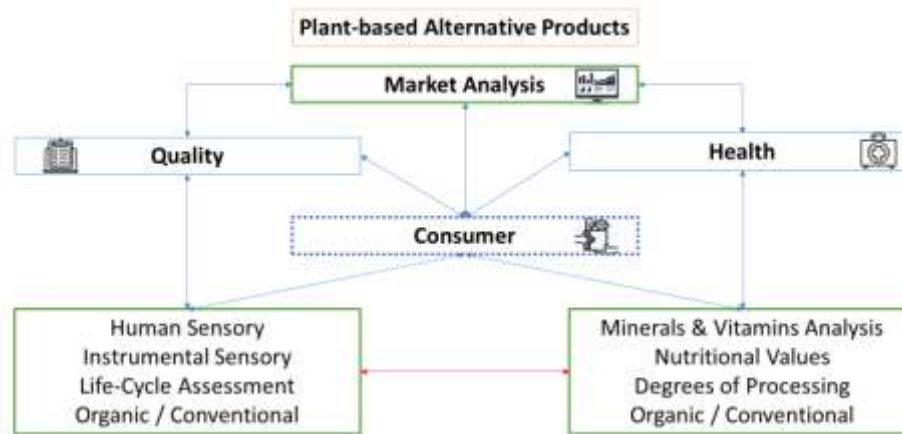 Plant-based Alternative Products
Market Analysis
Quality
Health
Consumer
Human Sensory
Instrumental Sensory
Life-Cycle Assessment
Organic / Conventional
Minerals & Vitamins Analysis
Nutritional Values
Degrees of Processing
Organic / Conventional